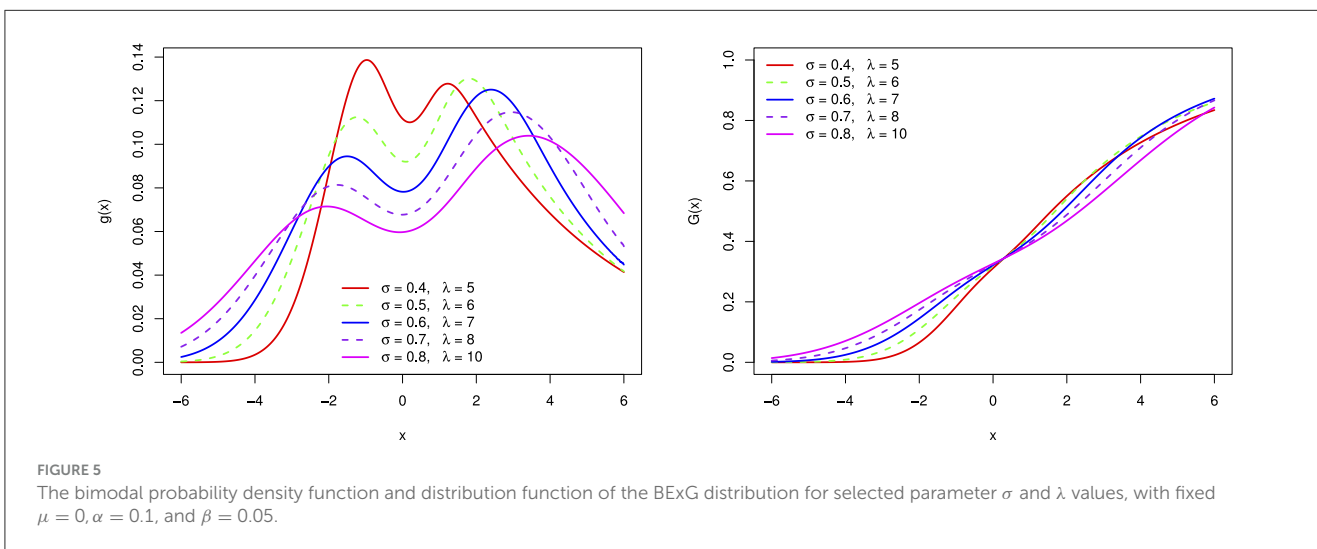 0.14
0.12
0.10
0.08
0.06
0.04
0.02
0.00
g(x)
σ = 0.4, λ = 5
σ = 0.5, λ = 6
σ = 0.6, λ = 7
σ = 0.7, λ = 8
σ = 0.8, λ = 10
−6 −4 −2 0 2 4 6
x
1.0
0.8
0.6
0.4
0.2
0.0
G(x)
σ = 0.4, λ = 5
σ = 0.5, λ = 6
σ = 0.6, λ = 7
σ = 0.7, λ = 8
σ = 0.8, λ = 10
−6 −4 −2 0 2 4 6
x
FIGURE 5
The bimodal probability density function and distribution function of the BExG distribution for selected parameter σ and λ values, with fixed
μ = 0, α = 0.1, and β = 0.05.